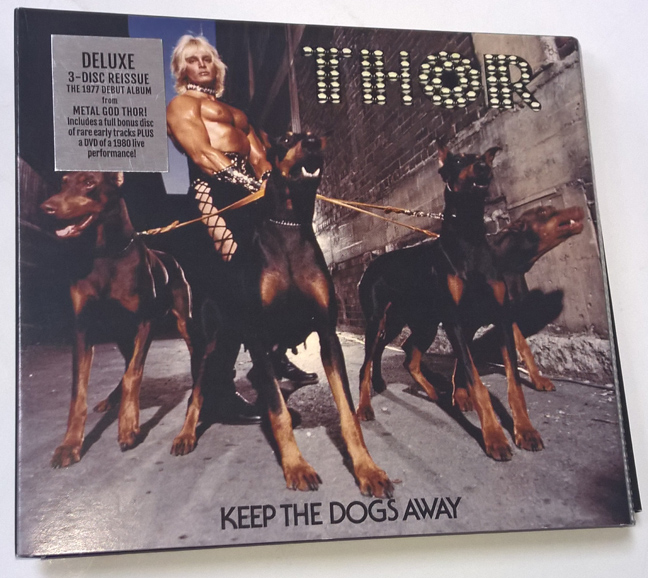 DELUXE
3-DISC REISSUE
THE 1977 DEBUT ALBUM
from
METAL GOD THOR!
Includes a full bonus disc
of rare early tracks PLUS
a DVD of a 1980 live
performance!
THOR
KEEP THE DOGS AWAY